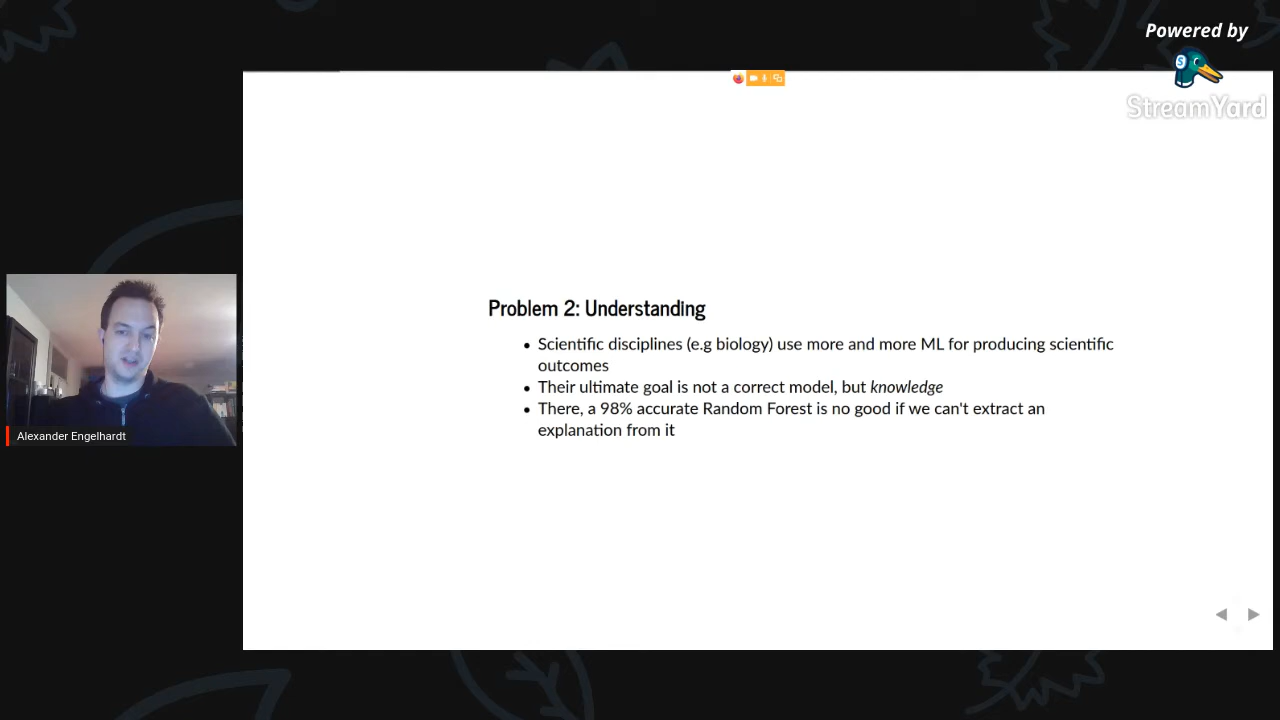 Powered by
StreamYard
Problem 2: Understanding
Scientific disciplines (e.g biology) use more and more ML for producing scientific
outcomes
Their ultimate goal is not a correct model, but knowledge
There, a 98% accurate Random Forest is no good if we can't extract an
explanation from it
Alexander Engelhardt